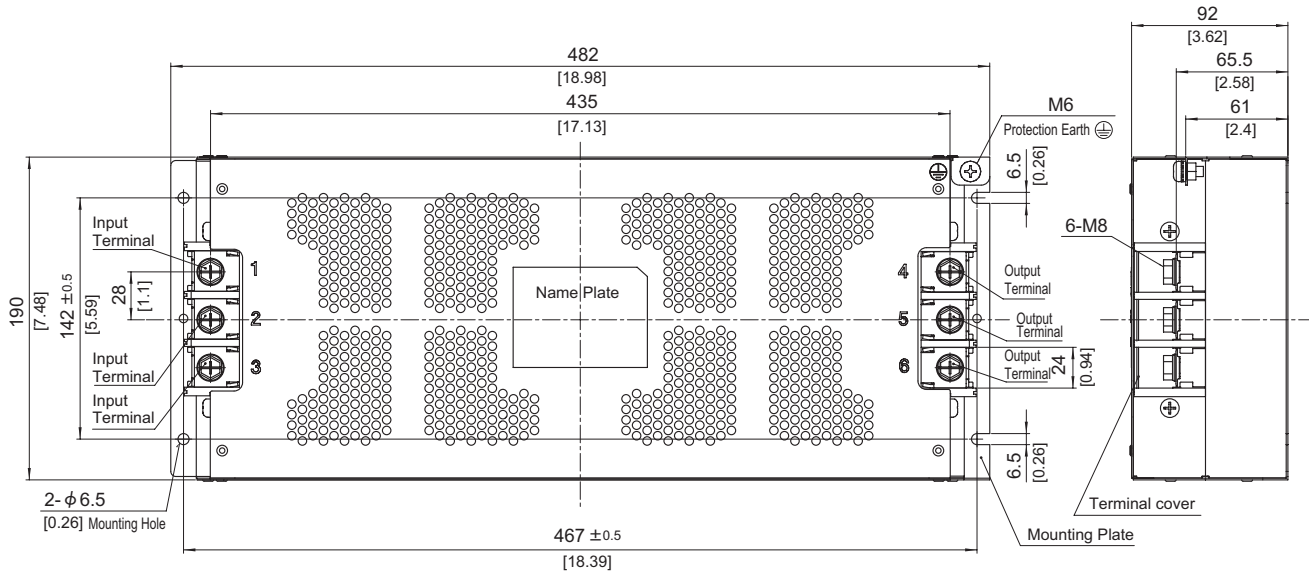 482
[18.98]
435
[17.13]
M6
Protection Earth ⏚
6.5
[0.26]
92
[3.62]
65.5
[2.58]
61
[2.4]
6-M8
Input
Terminal
1
28
[1.1]
2
Input
Terminal
3
Input
Terminal
190
[7.48]
142 ±0.5
[5.59]
Name Plate
4
Output
Terminal
5
Output
Terminal
6
Output
Terminal
24
[0.94]
6.5
[0.26]
2-ϕ6.5
[0.26] Mounting Hole
467 ±0.5
[18.39]
Terminal cover
Mounting Plate